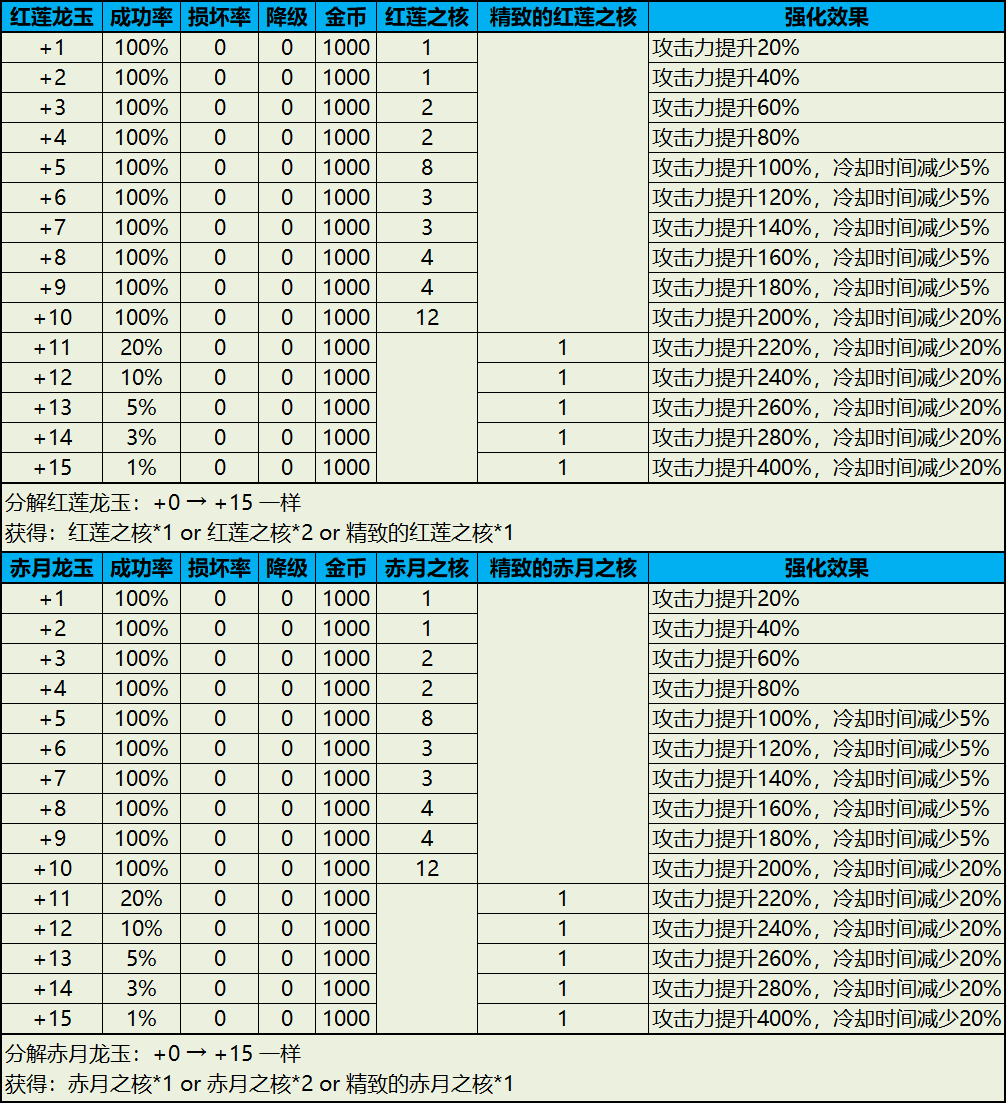 红莲龙玉 成功率 损坏率 降级 金币 红莲之核 精致的红莲之核 强化效果
+1 100% 0 0 1000 1 攻击力提升20%
+2 100% 0 0 1000 1 攻击力提升40%
+3 100% 0 0 1000 2 攻击力提升60%
+4 100% 0 0 1000 2 攻击力提升80%
+5 100% 0 0 1000 8 攻击力提升100%，冷却时间减少5%
+6 100% 0 0 1000 3 攻击力提升120%，冷却时间减少5%
+7 100% 0 0 1000 3 攻击力提升140%，冷却时间减少5%
+8 100% 0 0 1000 4 攻击力提升160%，冷却时间减少5%
+9 100% 0 0 1000 4 攻击力提升180%，冷却时间减少5%
+10 100% 0 0 1000 12 攻击力提升200%，冷却时间减少20%
+11 20% 0 0 1000 1 攻击力提升220%，冷却时间减少20%
+12 10% 0 0 1000 1 攻击力提升240%，冷却时间减少20%
+13 5% 0 0 1000 1 攻击力提升260%，冷却时间减少20%
+14 3% 0 0 1000 1 攻击力提升280%，冷却时间减少20%
+15 1% 0 0 1000 1 攻击力提升400%，冷却时间减少20%
分解红莲龙玉：+0 → +15 一样
获得：红莲之核*1 or 红莲之核*2 or 精致的红莲之核*1
赤月龙玉 成功率 损坏率 降级 金币 赤月之核 精致的赤月之核 强化效果
+1 100% 0 0 1000 1 攻击力提升20%
+2 100% 0 0 1000 1 攻击力提升40%
+3 100% 0 0 1000 2 攻击力提升60%
+4 100% 0 0 1000 2 攻击力提升80%
+5 100% 0 0 1000 8 攻击力提升100%，冷却时间减少5%
+6 100% 0 0 1000 3 攻击力提升120%，冷却时间减少5%
+7 100% 0 0 1000 3 攻击力提升140%，冷却时间减少5%
+8 100% 0 0 1000 4 攻击力提升160%，冷却时间减少5%
+9 100% 0 0 1000 4 攻击力提升180%，冷却时间减少5%
+10 100% 0 0 1000 12 攻击力提升200%，冷却时间减少20%
+11 20% 0 0 1000 1 攻击力提升220%，冷却时间减少20%
+12 10% 0 0 1000 1 攻击力提升240%，冷却时间减少20%
+13 5% 0 0 1000 1 攻击力提升260%，冷却时间减少20%
+14 3% 0 0 1000 1 攻击力提升280%，冷却时间减少20%
+15 1% 0 0 1000 1 攻击力提升400%，冷却时间减少20%
分解赤月龙玉：+0 → +15 一样
获得：赤月之核*1 or 赤月之核*2 or 精致的赤月之核*1